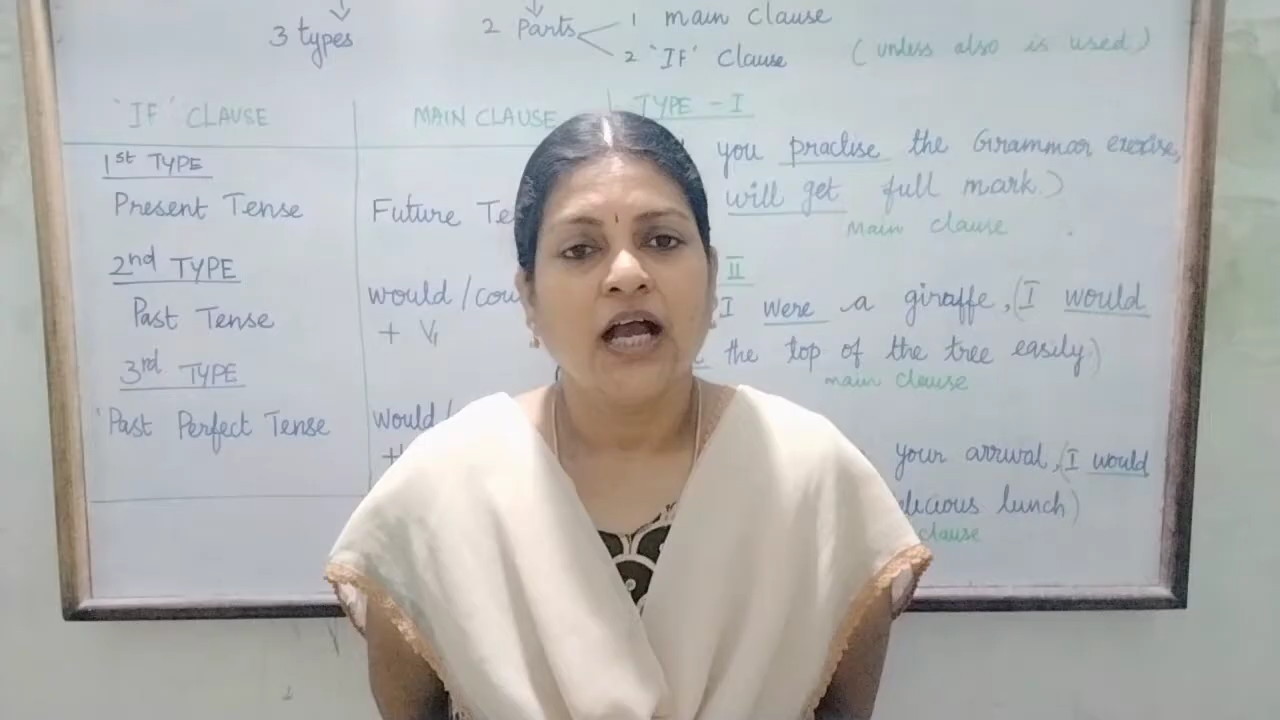 3 types
2 Parts
1 main clause
2 'IF' Clause
(unless also is used)
'IF' CLAUSE
MAIN CLAUSE
1st TYPE
Present Tense
Future Te
2nd TYPE
Past Tense
would/cou
+ V1
3rd TYPE
Past Perfect Tense
would/
TYPE - I
you practise the Grammar
will get full mark.)
main clause
II
I were a giraffe, (I would
the top of the tree easily)
main clause
your arrival, (I would
lunch)
clause